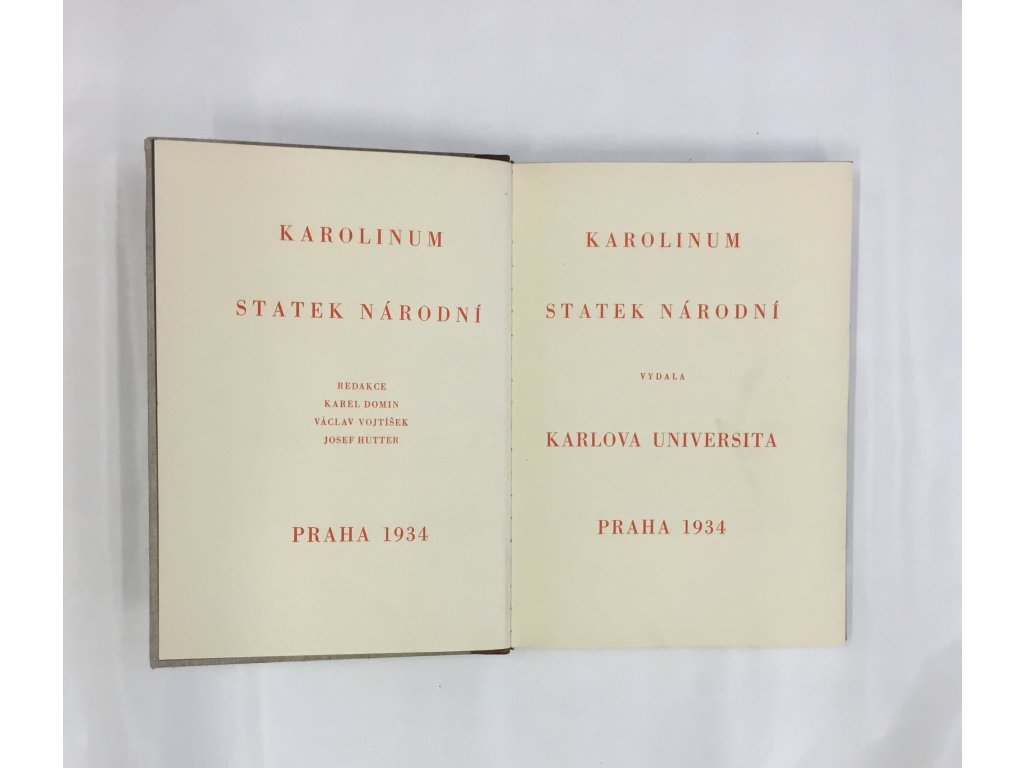 KAROLINUM
STATEK NÁRODNÍ
REDAKCE
KAREL DOMIN
VÁCLAV VOJTÍŠEK
JOSEF HUTTER
PRAHA 1934
KAROLINUM
STATEK NÁRODNÍ
VYDALA
KARLOVA UNIVERSITA
PRAHA 1934